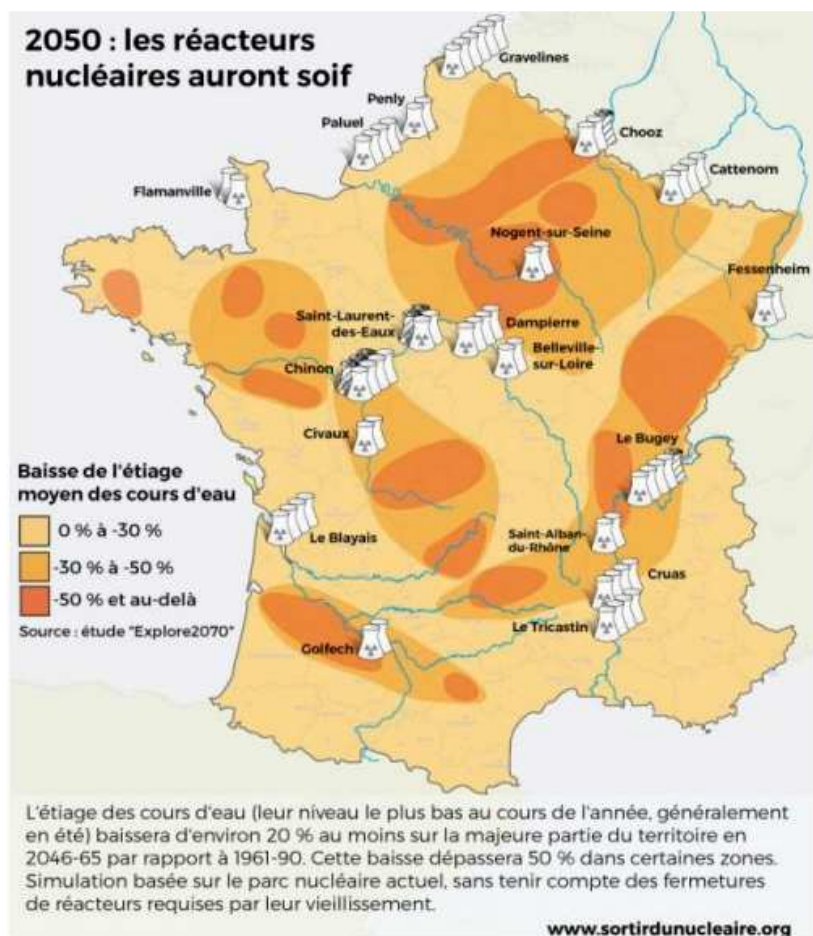 2050 : les réacteurs
nucléaires auront soif
Gravelines
Penly
Paluel
Chooz
Cattenom
Flamanville
Nogent-sur-Seine
Fessenheim
Saint-Laurent-
des-Eaux
Dampierre
Belleville-
sur-Loire
Chinon
Civaux
Le Bugey
Baisse de l'étiage
moyen des cours d'eau
0 % à -30 %
-30 % à -50 %
-50 % et au-delà
Source : étude "Explore2070"
Le Blayais
Saint-Alban-
du-Rhône
Cruas
Le Tricastin
Golfech
L'étiage des cours d'eau (leur niveau le plus bas au cours de l'année, généralement
en été) baissera d'environ 20 % au moins sur la majeure partie du territoire en
2046-65 par rapport à 1961-90. Cette baisse dépassera 50 % dans certaines zones.
Simulation basée sur le parc nucléaire actuel, sans tenir compte des fermetures
de réacteurs requises par leur vieillissement.
www.sortirdunucleaire.org